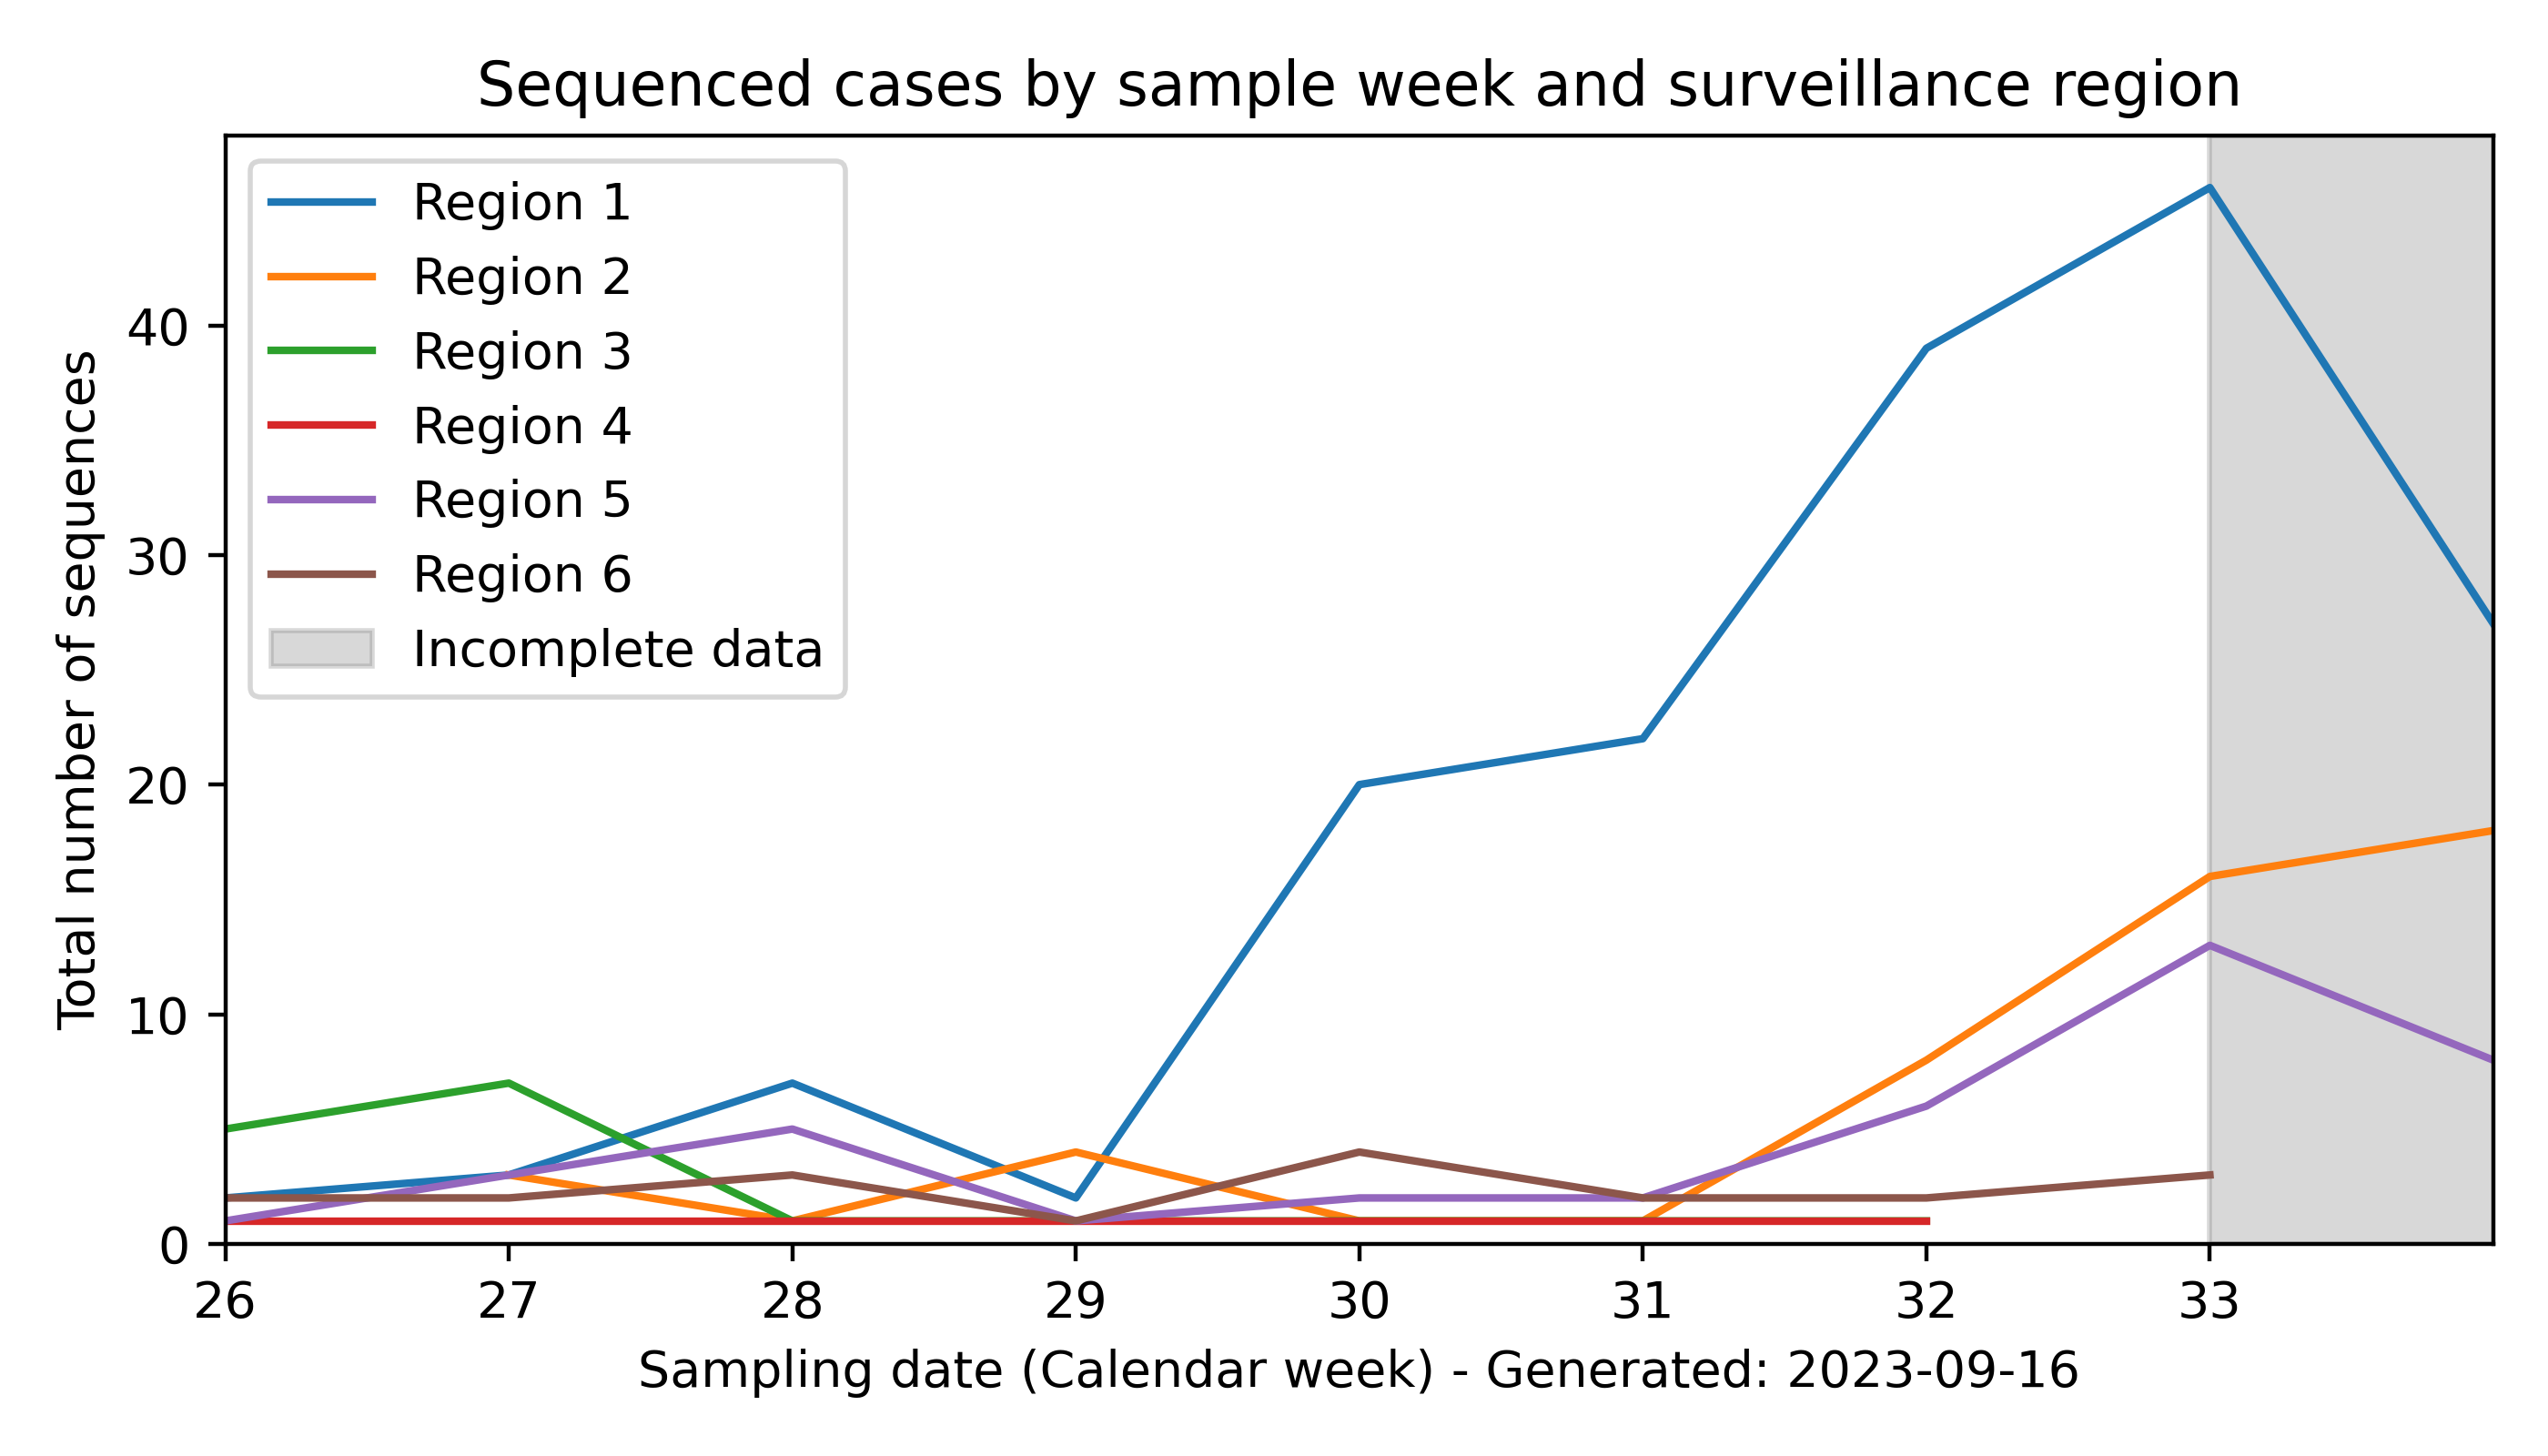 Sequenced cases by sample week and surveillance region
Region 1
Region 2
Region 3
Region 4
Region 5
Region 6
Incomplete data
Total number of sequences
40
30
20
10
0
26 27 28 29 30 31 32 33
Sampling date (Calendar week) - Generated: 2023-09-16